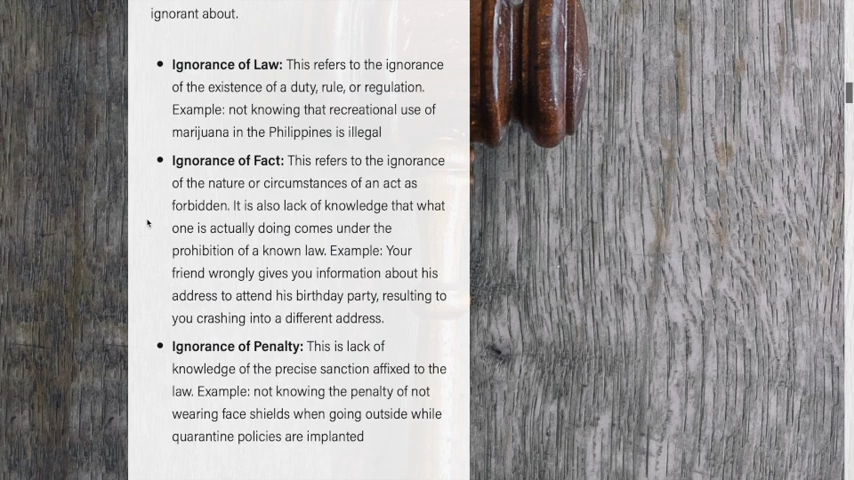 ignorant about.
Ignorance of Law: This refers to the ignorance
of the existence of a duty, rule, or regulation.
Example: not knowing that recreational use of
marijuana in the Philippines is illegal
Ignorance of Fact: This refers to the ignorance
of the nature or circumstances of an act as
forbidden. It is also lack of knowledge that what
one is actually doing comes under the
prohibition of a known law. Example: Your
friend wrongly gives you information about his
address to attend his birthday party, resulting to
you crashing into a different address.
Ignorance of Penalty: This is lack of
knowledge of the precise sanction affixed to the
law. Example: not knowing the penalty of not
wearing face shields when going outside while
quarantine policies are implanted